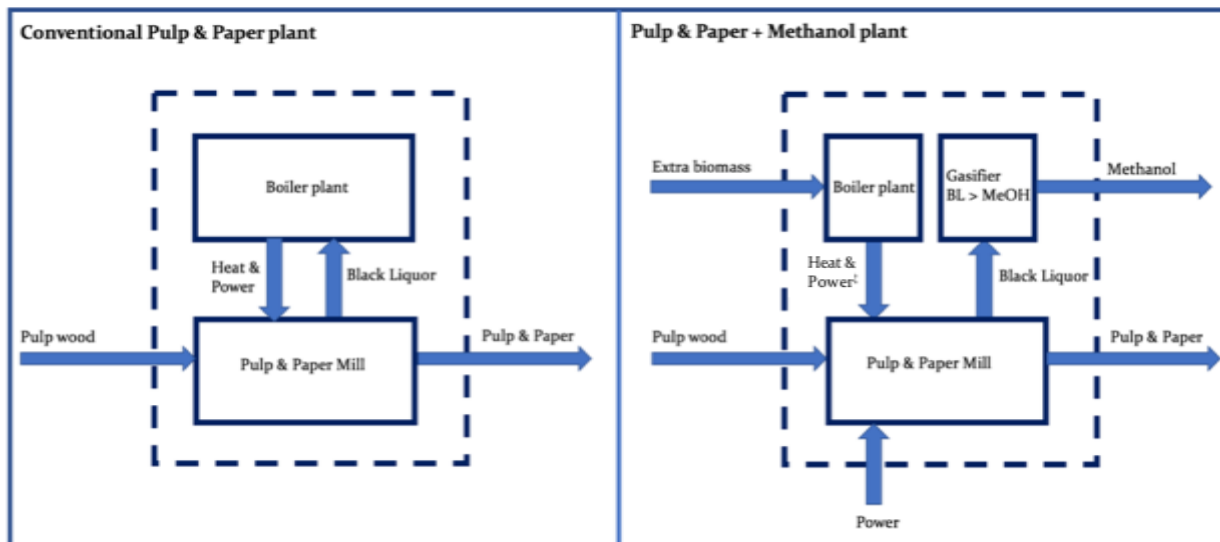 Conventional Pulp & Paper plant
Boiler plant
Heat &
Power
Black Liquor
Pulp wood
Pulp & Paper Mill
Pulp & Paper
Pulp & Paper + Methanol plant
Extra biomass
Boiler plant
Gasifier
BL > MeOH
Methanol
Heat &
Power
Black Liquor
Pulp wood
Pulp & Paper Mill
Pulp & Paper
Power